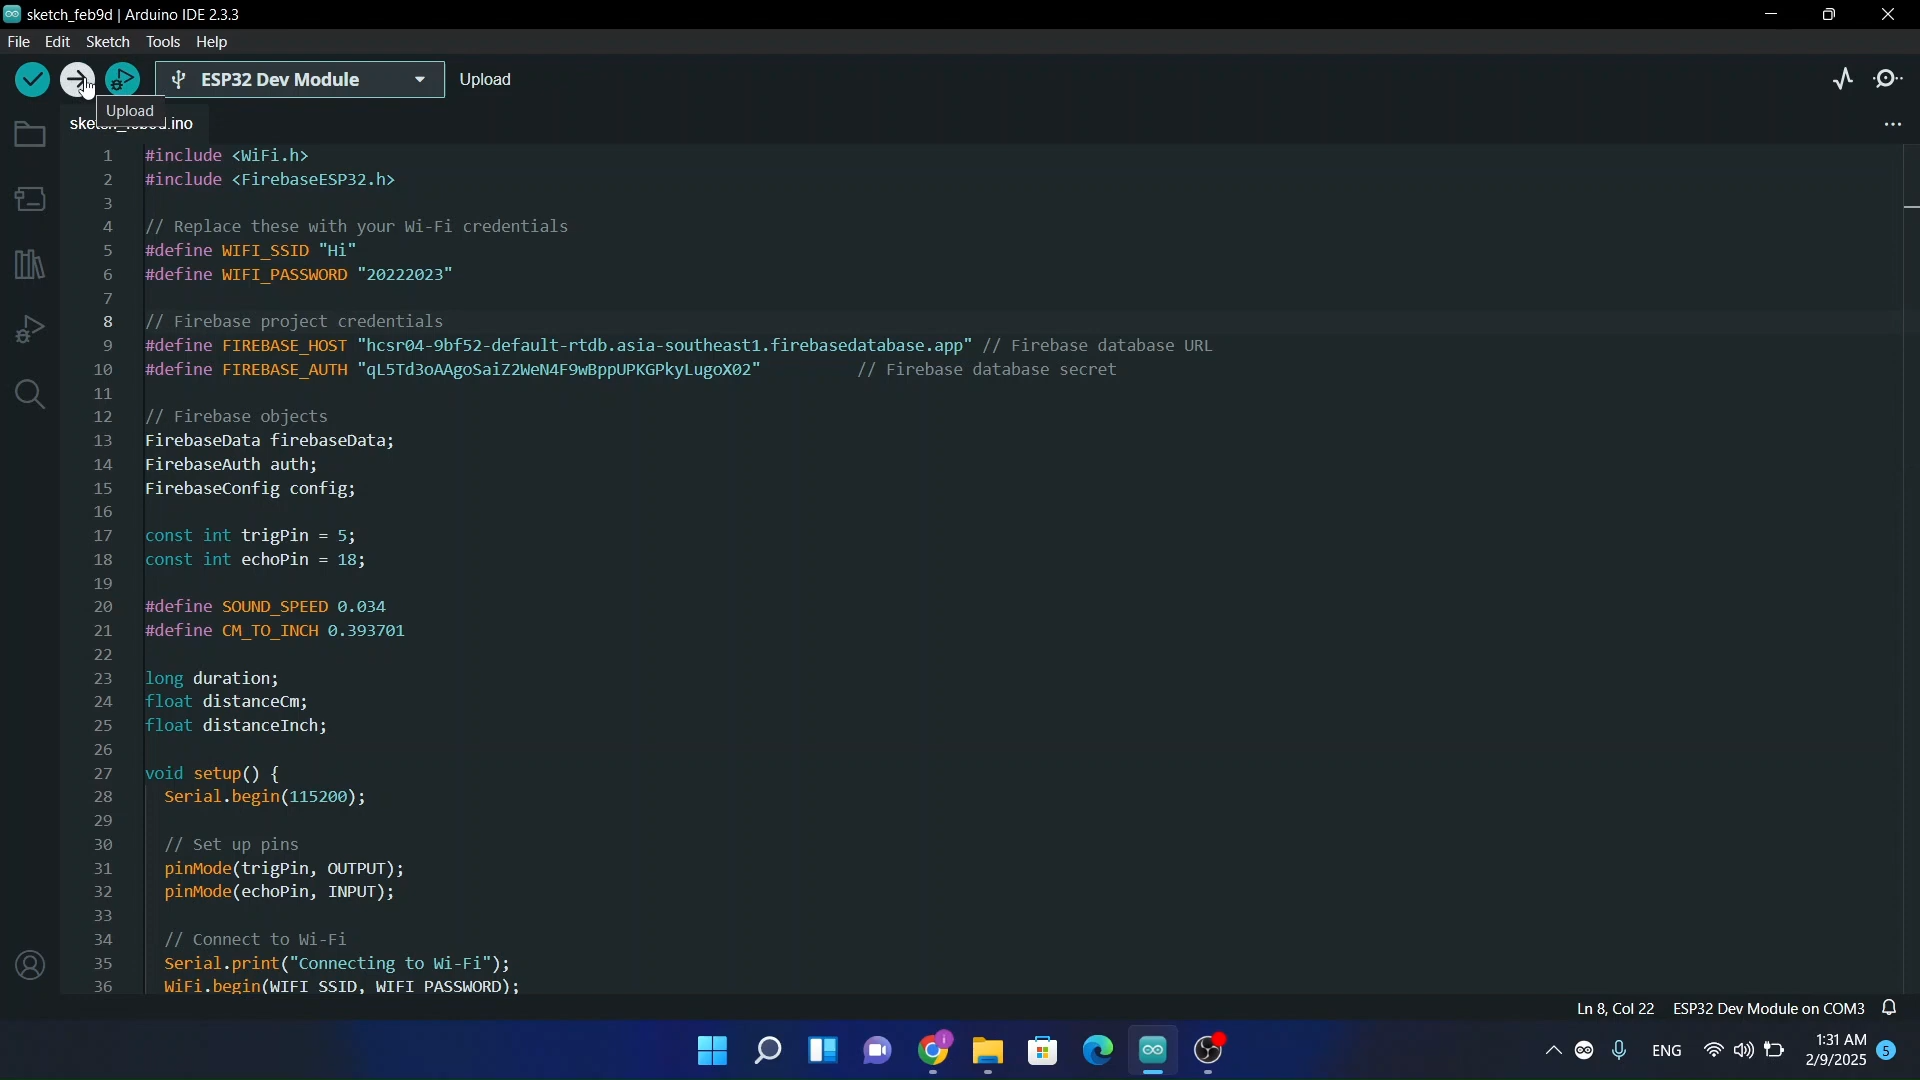 sketch_feb9d | Arduino IDE 2.3.3
File Edit Sketch Tools Help
ESP32 Dev Module Upload
Upload
1 #include <WiFi.h>
2 #include <FirebaseESP32.h>
3
4 // Replace these with your Wi-Fi credentials
5 #define WIFI_SSID "Hi"
6 #define WIFI_PASSWORD "20222023"
7
8 // Firebase project credentials
9 #define FIREBASE_HOST "hcsr04-9bf52-default-rtdb.asia-southeast1.firebasedatabase.app" // Firebase database URL
10 #define FIREBASE_AUTH "qL5Td3oAAgoSaiZ2WeN4F9wBppUPKGPkyLugoX02" // Firebase database secret
11
12 // Firebase objects
13 FirebaseData firebaseData;
14 FirebaseAuth auth;
15 FirebaseConfig config;
16
17 const int trigPin = 5;
18 const int echoPin = 18;
19
20 #define SOUND_SPEED 0.034
21 #define CM_TO_INCH 0.393701
22
23 long duration;
24 float distanceCm;
25 float distanceInch;
26
27 void setup() {
28 Serial.begin(115200);
29
30 // Set up pins
31 pinMode(trigPin, OUTPUT);
32 pinMode(echoPin, INPUT);
33
34 // Connect to Wi-Fi
35 Serial.print("Connecting to Wi-Fi");
36 WiFi.begin(WIFI_SSID, WIFI_PASSWORD);
Ln 8, Col 22 ESP32 Dev Module on COM3
ENG
1:31 AM
2/9/2025 5